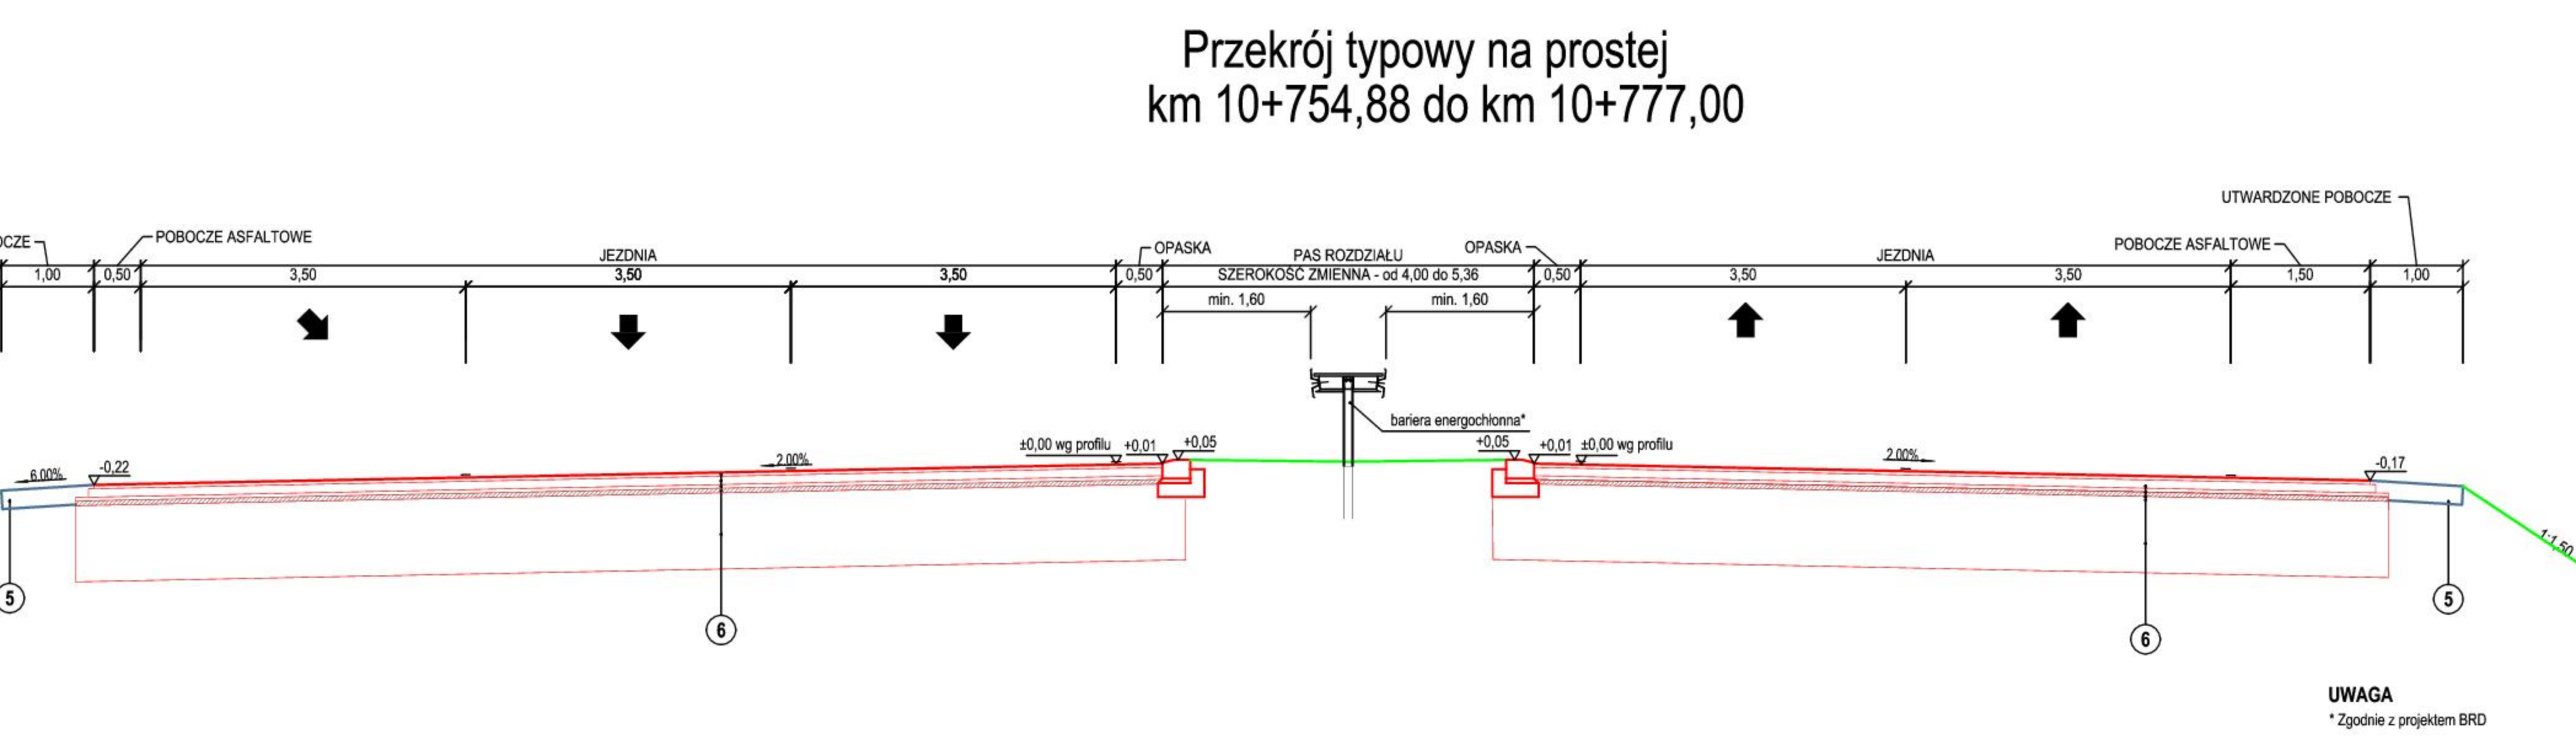 Przekrój typowy na prostej
km 10+754,88 do km 10+777,00
UTWARDZONE POBOCZE
POBOCZE ASFALTOWE
JEZDNIA
OPASKA
PAS ROZDZIAŁU
OPASKA
JEZDNIA
POBOCZE ASFALTOWE
1,00 0,50 3,50 3,50 3,50 0,50 SZEROKOŚĆ ZMIENNA - od 4,00 do 5,36 0,50 3,50 3,50 1,50 1,00
min. 1,60 min. 1,60
bariera energochłonna*
±0,00 wg profilu +0,01 +0,05 +0,05 +0,01 ±0,00 wg profilu
6,00% -0,22 2,00% 2,00% -0,17
1:1,50
5 6 6 5
UWAGA
* Zgodnie z projektem BRD